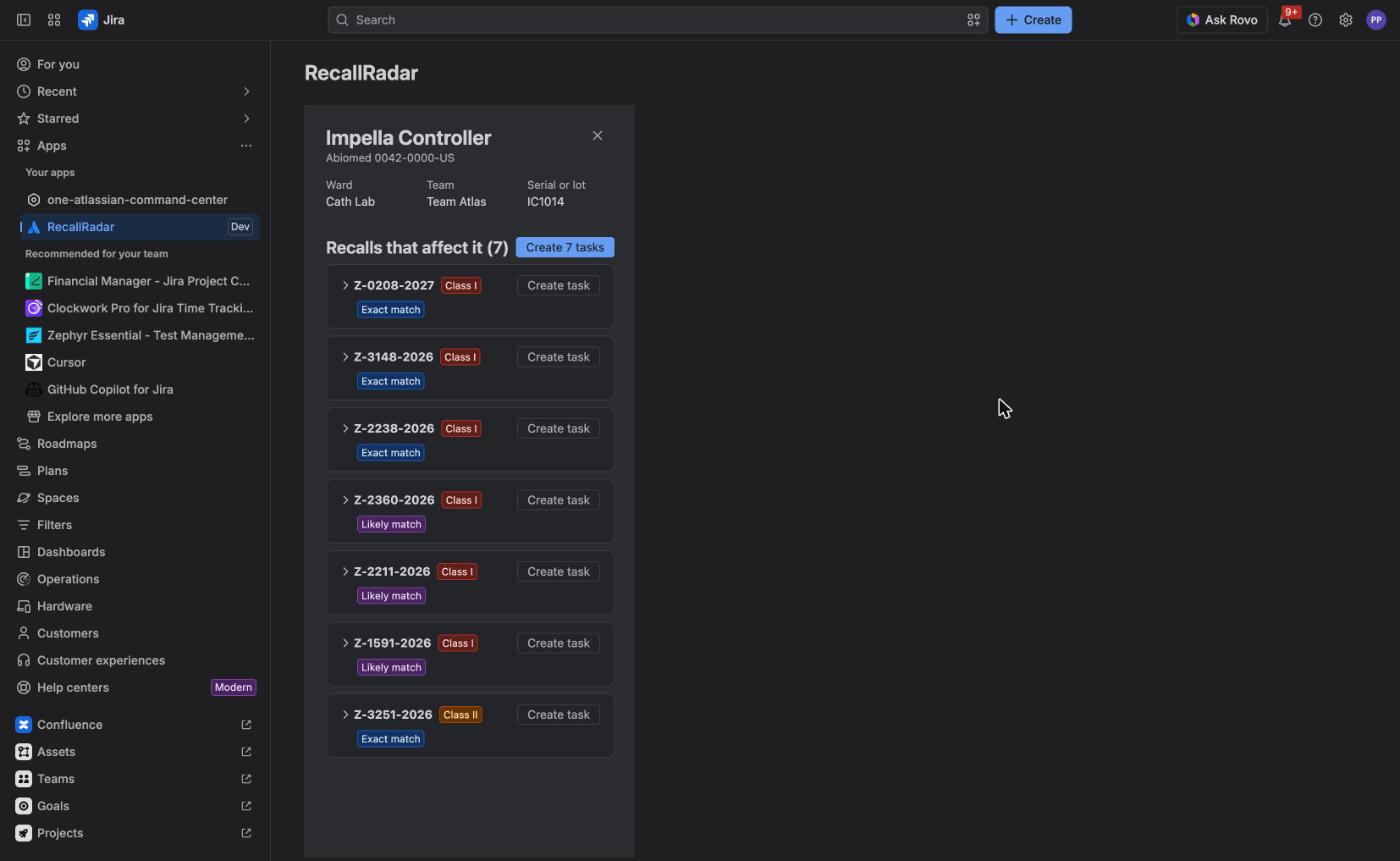 Jira
Search
Create
Ask Rovo
9+
PP
For you
Recent
Starred
Apps
Your apps
one-atlassian-command-center
RecallRadar
Dev
Recommended for your team
Financial Manager - Jira Project C...
Clockwork Pro for Jira Time Tracki...
Zephyr Essential - Test Manageme...
Cursor
GitHub Copilot for Jira
Explore more apps
Roadmaps
Plans
Spaces
Filters
Dashboards
Operations
Hardware
Customers
Customer experiences
Help centers
Modern
Confluence
Assets
Teams
Goals
Projects
RecallRadar
Impella Controller
Abiomed 0042-0000-US
Ward Team Serial or lot
Cath Lab Team Atlas IC1014
Recalls that affect it (7) Create 7 tasks
Z-0208-2027 Class I Create task
Exact match
Z-3148-2026 Class I Create task
Exact match
Z-2238-2026 Class I Create task
Exact match
Z-2360-2026 Class I Create task
Likely match
Z-2211-2026 Class I Create task
Likely match
Z-1591-2026 Class I Create task
Likely match
Z-3251-2026 Class II Create task
Exact match